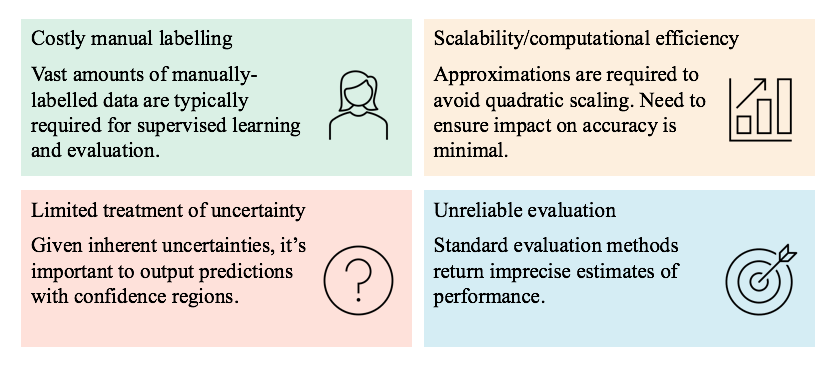 Costly manual labelling
Vast amounts of manually-
labelled data are typically
required for supervised learning
and evaluation.
Scalability/computational efficiency
Approximations are required to
avoid quadratic scaling. Need to
ensure impact on accuracy is
minimal.
Limited treatment of uncertainty
Given inherent uncertainties, it’s
important to output predictions
with confidence regions.
Unreliable evaluation
Standard evaluation methods
return imprecise estimates of
performance.